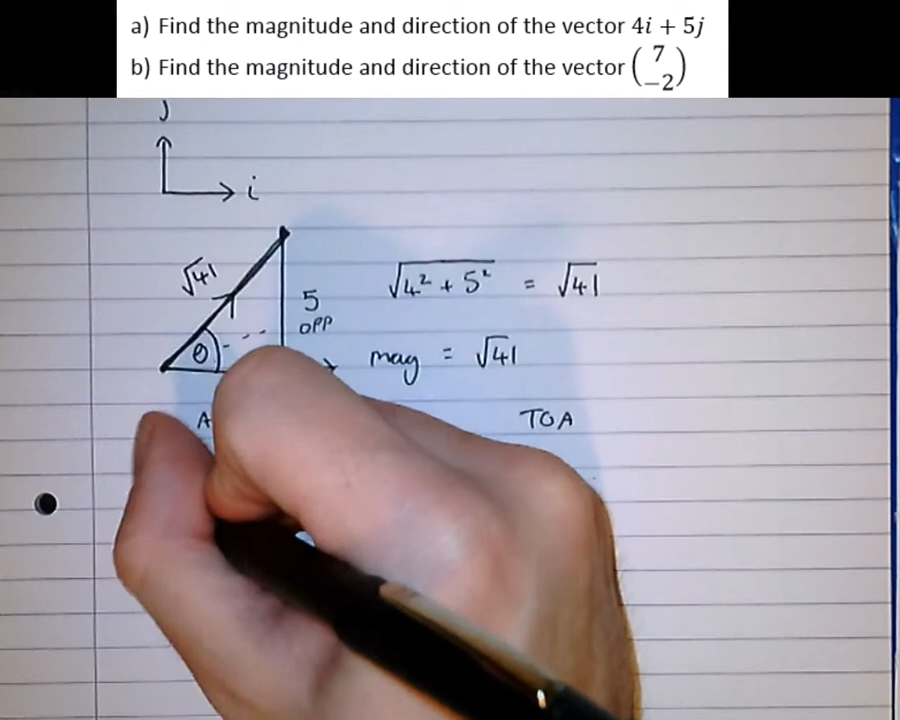 a) Find the magnitude and direction of the vector 4i + 5j
b) Find the magnitude and direction of the vector (7 −2)
j
i
√41
5
OPP
θ
√4² + 5² = √41
mag = √41
A
TOA